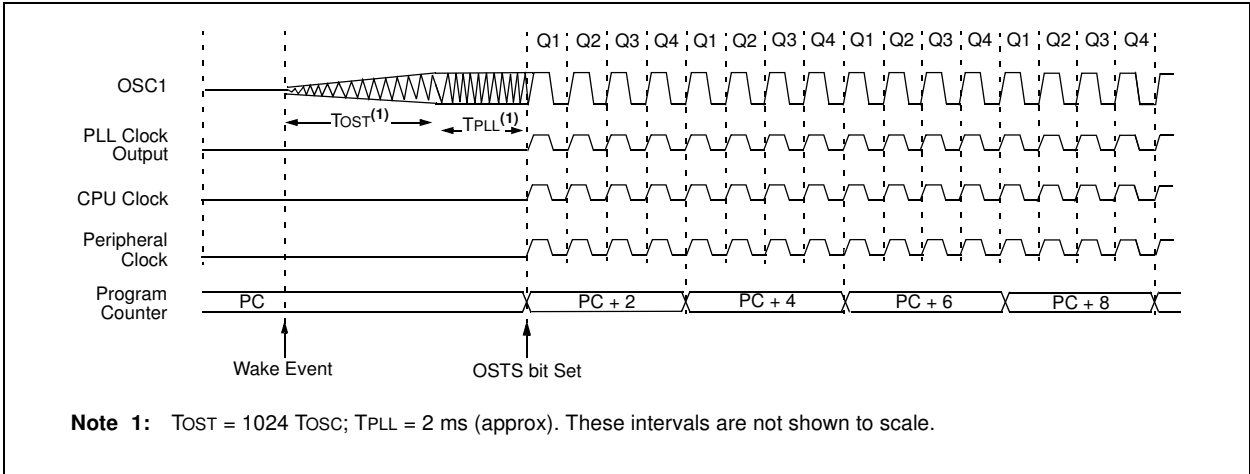 Q1 Q2 Q3 Q4 Q1 Q2 Q3 Q4 Q1 Q2 Q3 Q4 Q1 Q2 Q3 Q4
OSC1
TOST(1) TPLL(1)
PLL Clock
Output
CPU Clock
Peripheral
Clock
Program
Counter
PC PC + 2 PC + 4 PC + 6 PC + 8
Wake Event OSTS bit Set
Note 1: TOST = 1024 TOSC; TPLL = 2 ms (approx). These intervals are not shown to scale.